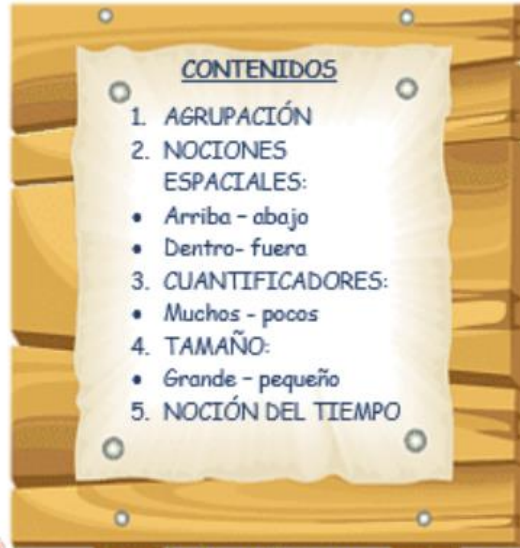 CONTENIDOS
1. AGRUPACIÓN
2. NOCIONES
ESPACIALES:
• Arriba – abajo
• Dentro- fuera
3. CUANTIFICADORES:
• Muchos – pocos
4. TAMAÑO:
• Grande – pequeño
5. NOCIÓN DEL TIEMPO